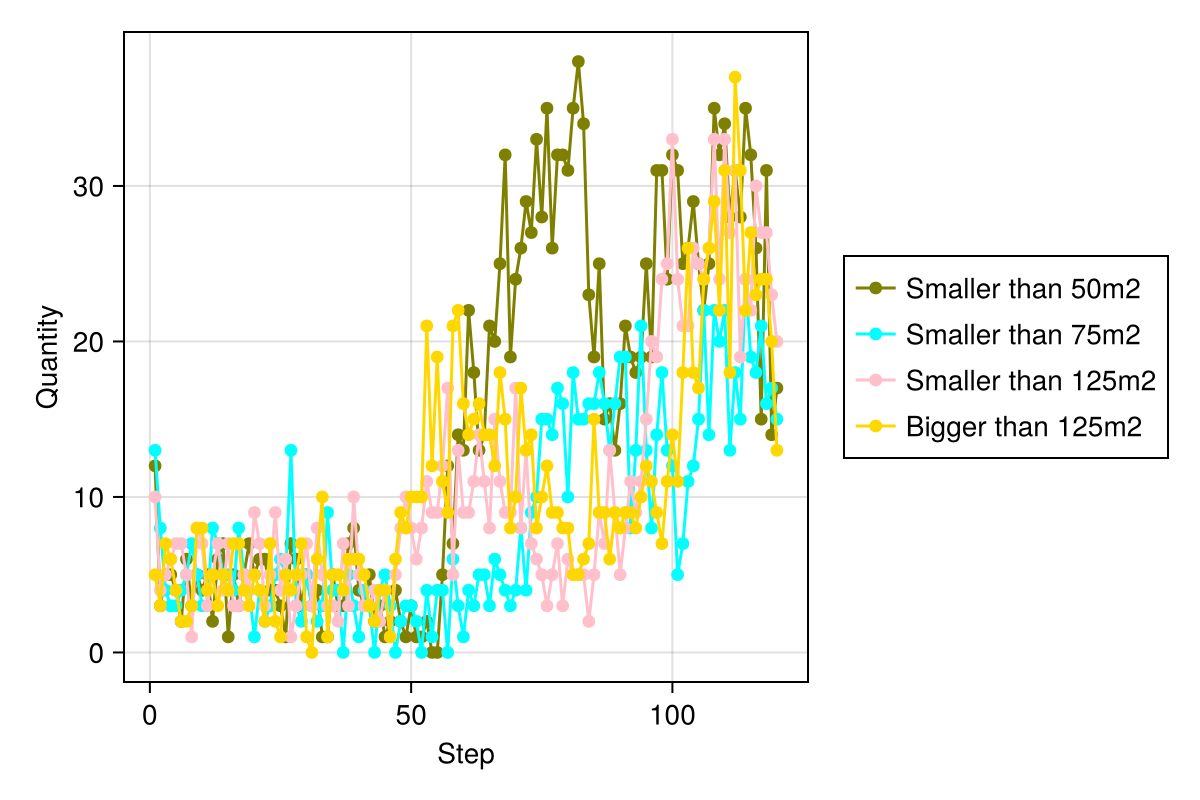 Quantity
30
20
10
0
0 50 100
Step
Smaller than 50m2
Smaller than 75m2
Smaller than 125m2
Bigger than 125m2